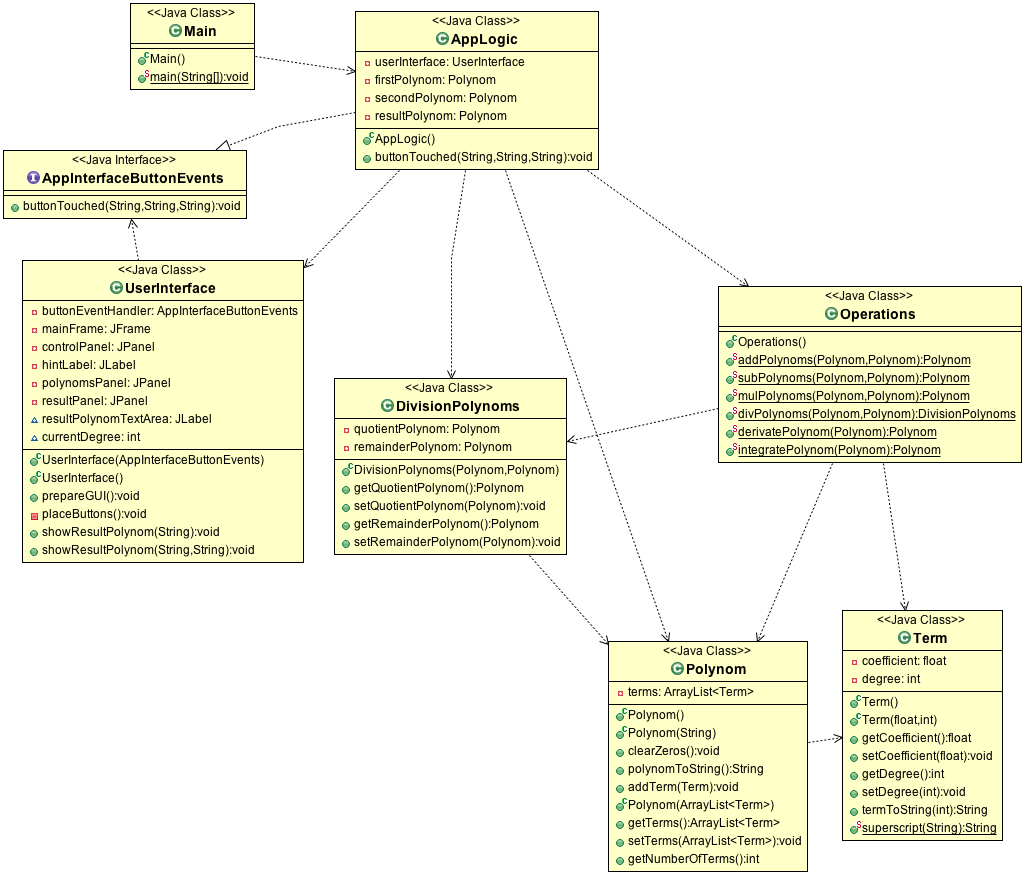 <<Java Class>>
Main
Main()
main(String[]):void
<<Java Class>>
AppLogic
userInterface: UserInterface
firstPolynom: Polynom
secondPolynom: Polynom
resultPolynom: Polynom
AppLogic()
buttonTouched(String,String,String):void
<<Java Interface>>
AppInterfaceButtonEvents
buttonTouched(String,String,String):void
<<Java Class>>
UserInterface
buttonEventHandler: AppInterfaceButtonEvents
mainFrame: JFrame
controlPanel: JPanel
hintLabel: JLabel
polynomsPanel: JPanel
resultPanel: JPanel
resultPolynomTextArea: JLabel
currentDegree: int
UserInterface(AppInterfaceButtonEvents)
UserInterface()
prepareGUI():void
placeButtons():void
showResultPolynom(String):void
showResultPolynom(String,String):void
<<Java Class>>
Operations
Operations()
addPolynoms(Polynom,Polynom):Polynom
subPolynoms(Polynom,Polynom):Polynom
mulPolynoms(Polynom,Polynom):Polynom
divPolynoms(Polynom,Polynom):DivisionPolynoms
derivatePolynom(Polynom):Polynom
integratePolynom(Polynom):Polynom
<<Java Class>>
DivisionPolynoms
quotientPolynom: Polynom
remainderPolynom: Polynom
DivisionPolynoms(Polynom,Polynom)
getQuotientPolynom():Polynom
setQuotientPolynom(Polynom):void
getRemainderPolynom():Polynom
setRemainderPolynom(Polynom):void
<<Java Class>>
Polynom
terms: ArrayList<Term>
Polynom()
Polynom(String)
clearZeros():void
polynomToString():String
addTerm(Term):void
Polynom(ArrayList<Term>)
getTerms():ArrayList<Term>
setTerms(ArrayList<Term>):void
getNumberOfTerms():int
<<Java Class>>
Term
coefficient: float
degree: int
Term()
Term(float,int)
getCoefficient():float
setCoefficient(float):void
getDegree():int
setDegree(int):void
termToString(int):String
superscript(String):String